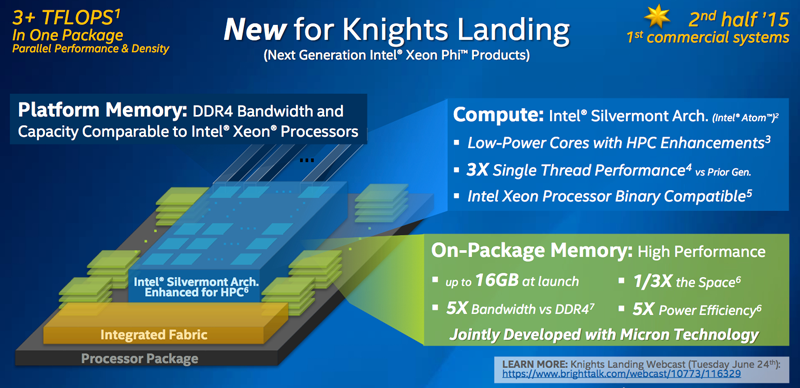 3+ TFLOPS¹
In One Package
Parallel Performance & Density
New for Knights Landing
(Next Generation Intel® Xeon Phi™ Products)
2nd half ’15
1st commercial systems
Platform Memory: DDR4 Bandwidth and
Capacity Comparable to Intel® Xeon® Processors
...
Compute: Intel® Silvermont Arch. (Intel® Atom™)²
▪ Low-Power Cores with HPC Enhancements³
▪ 3X Single Thread Performance⁴ vs Prior Gen.
▪ Intel Xeon Processor Binary Compatible⁵
On-Package Memory: High Performance
▪ up to 16GB at launch
▪ 1/3X the Space⁶
▪ 5X Bandwidth vs DDR4⁷
▪ 5X Power Efficiency⁶
Jointly Developed with Micron Technology
Intel® Silvermont Arch.
Enhanced for HPC⁶
Integrated Fabric
Processor Package
LEARN MORE: Knights Landing Webcast (Tuesday June 24th):
https://www.brighttalk.com/webcast/10773/116329